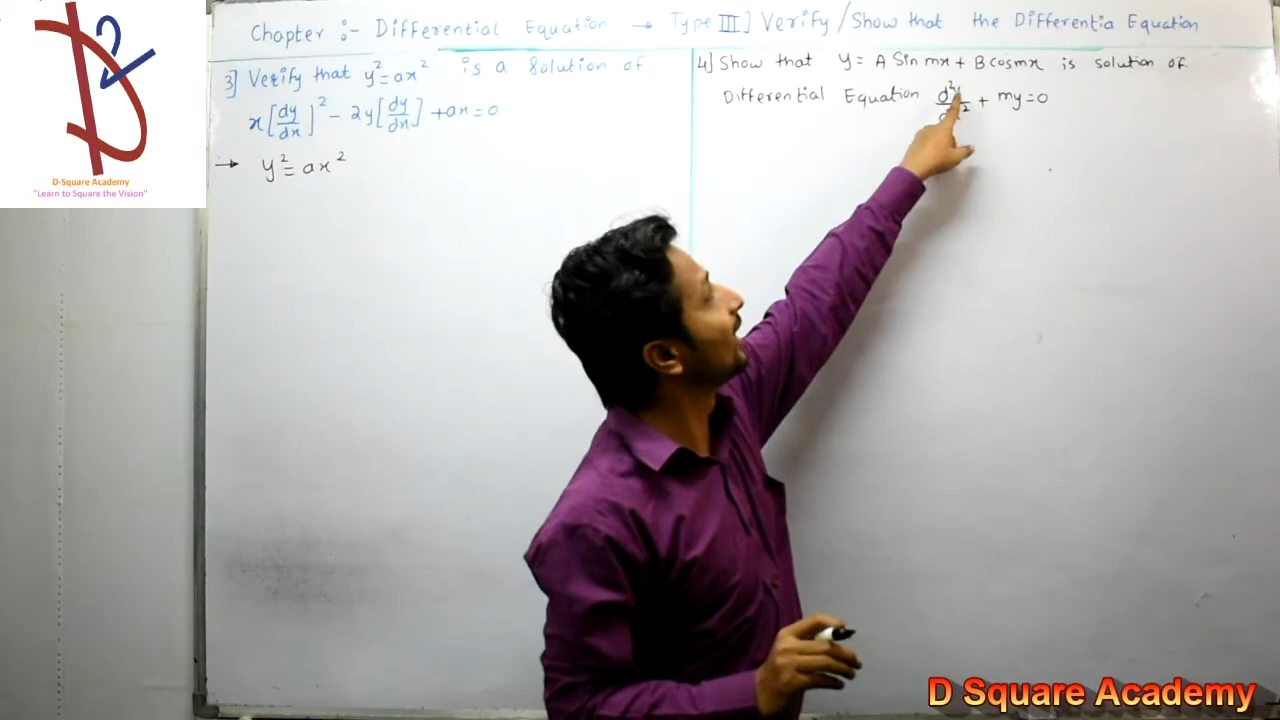 Chapter :- Differential Equation → Type III] Verify/Show that the Differentia Equation
3] Verify that y² = ax² is a Solution of
x[dy/dx]² - 2y[dy/dx] + ax = 0
→ y² = ax²
4] Show that y = A Sin mx + B cosmx is solution of
Differential Equation d²y/ ² + my = 0
D-Square Academy
"Learn to Square the Vision"
D Square Academy